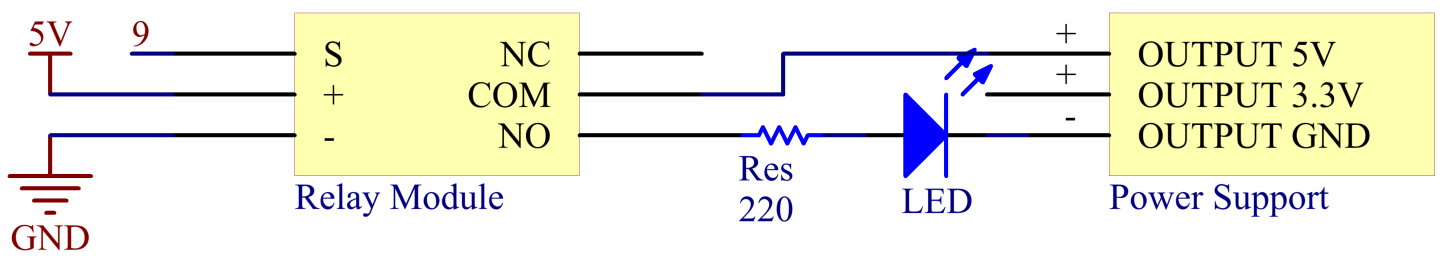 5V
9
GND
S
+
-
NC
COM
NO
Relay Module
Res
220
LED
+
+
-
OUTPUT 5V
OUTPUT 3.3V
OUTPUT GND
Power Support